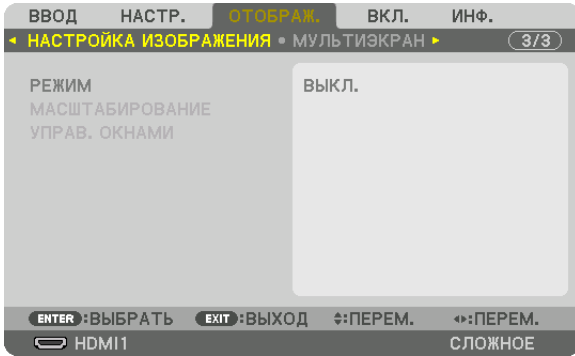 ВВОД НАСТР. ОТОБРАЖ. ВКЛ. ИНФ.
НАСТРОЙКА ИЗОБРАЖЕНИЯ • МУЛЬТИЭКРАН 3/3
РЕЖИМ ВЫКЛ.
МАСШТАБИРОВАНИЕ
УПРАВ. ОКНАМИ
ENTER :ВЫБРАТЬ EXIT :ВЫХОД :ПЕРЕМ. :ПЕРЕМ.
HDMI1 СЛОЖНОЕ